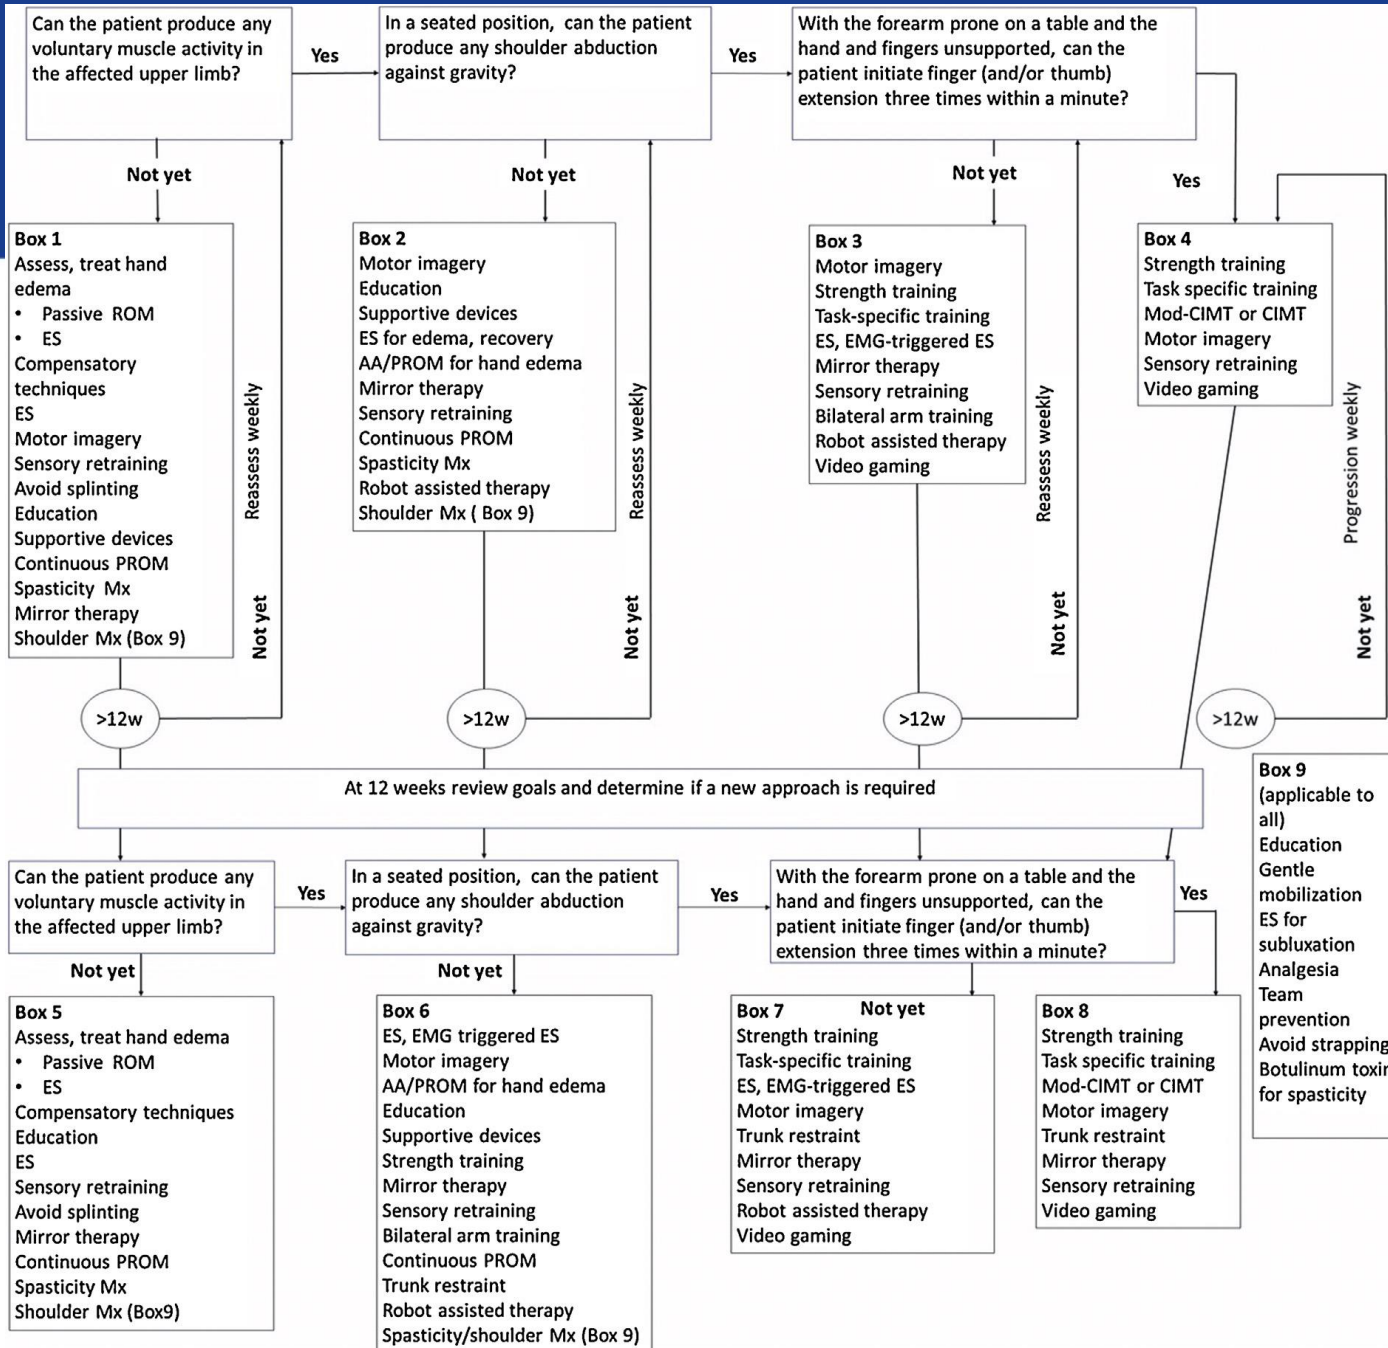 Can the patient produce any
voluntary muscle activity in
the affected upper limb?
Yes
In a seated position, can the patient
produce any shoulder abduction
against gravity?
Yes
With the forearm prone on a table and the
hand and fingers unsupported, can the
patient initiate finger (and/or thumb)
extension three times within a minute?
Not yet
Not yet
Not yet
Yes
Box 1
Assess, treat hand
edema
• Passive ROM
• ES
Compensatory
techniques
ES
Motor imagery
Sensory retraining
Avoid splinting
Education
Supportive devices
Continuous PROM
Spasticity Mx
Mirror therapy
Shoulder Mx (Box 9)
Reassess weekly
Not yet
Box 2
Motor imagery
Education
Supportive devices
ES for edema, recovery
AA/PROM for hand edema
Mirror therapy
Sensory retraining
Continuous PROM
Spasticity Mx
Robot assisted therapy
Shoulder Mx ( Box 9)
Reassess weekly
Not yet
Box 3
Motor imagery
Strength training
Task-specific training
ES, EMG-triggered ES
Mirror therapy
Sensory retraining
Bilateral arm training
Robot assisted therapy
Video gaming
Reassess weekly
Not yet
Box 4
Strength training
Task specific training
Mod-CIMT or CIMT
Motor imagery
Sensory retraining
Video gaming
Progression weekly
Not yet
>12w
>12w
>12w
>12w
At 12 weeks review goals and determine if a new approach is required
Can the patient produce any
voluntary muscle activity in
the affected upper limb?
Yes
In a seated position, can the patient
produce any shoulder abduction
against gravity?
Yes
With the forearm prone on a table and the
hand and fingers unsupported, can the
patient initiate finger (and/or thumb)
extension three times within a minute?
Yes
Not yet
Not yet
Box 5
Assess, treat hand edema
• Passive ROM
• ES
Compensatory techniques
Education
ES
Sensory retraining
Avoid splinting
Mirror therapy
Continuous PROM
Spasticity Mx
Shoulder Mx (Box9)
Box 6
ES, EMG triggered ES
Motor imagery
AA/PROM for hand edema
Education
Supportive devices
Strength training
Mirror therapy
Sensory retraining
Bilateral arm training
Continuous PROM
Trunk restraint
Robot assisted therapy
Spasticity/shoulder Mx (Box 9)
Box 7 Not yet
Strength training
Task-specific training
ES, EMG-triggered ES
Motor imagery
Trunk restraint
Mirror therapy
Sensory retraining
Robot assisted therapy
Video gaming
Box 8
Strength training
Task specific training
Mod-CIMT or CIMT
Motor imagery
Trunk restraint
Mirror therapy
Sensory retraining
Video gaming
Box 9
(applicable to
all)
Education
Gentle
mobilization
ES for
subluxation
Analgesia
Team
prevention
Avoid strapping
Botulinum toxin
for spasticity